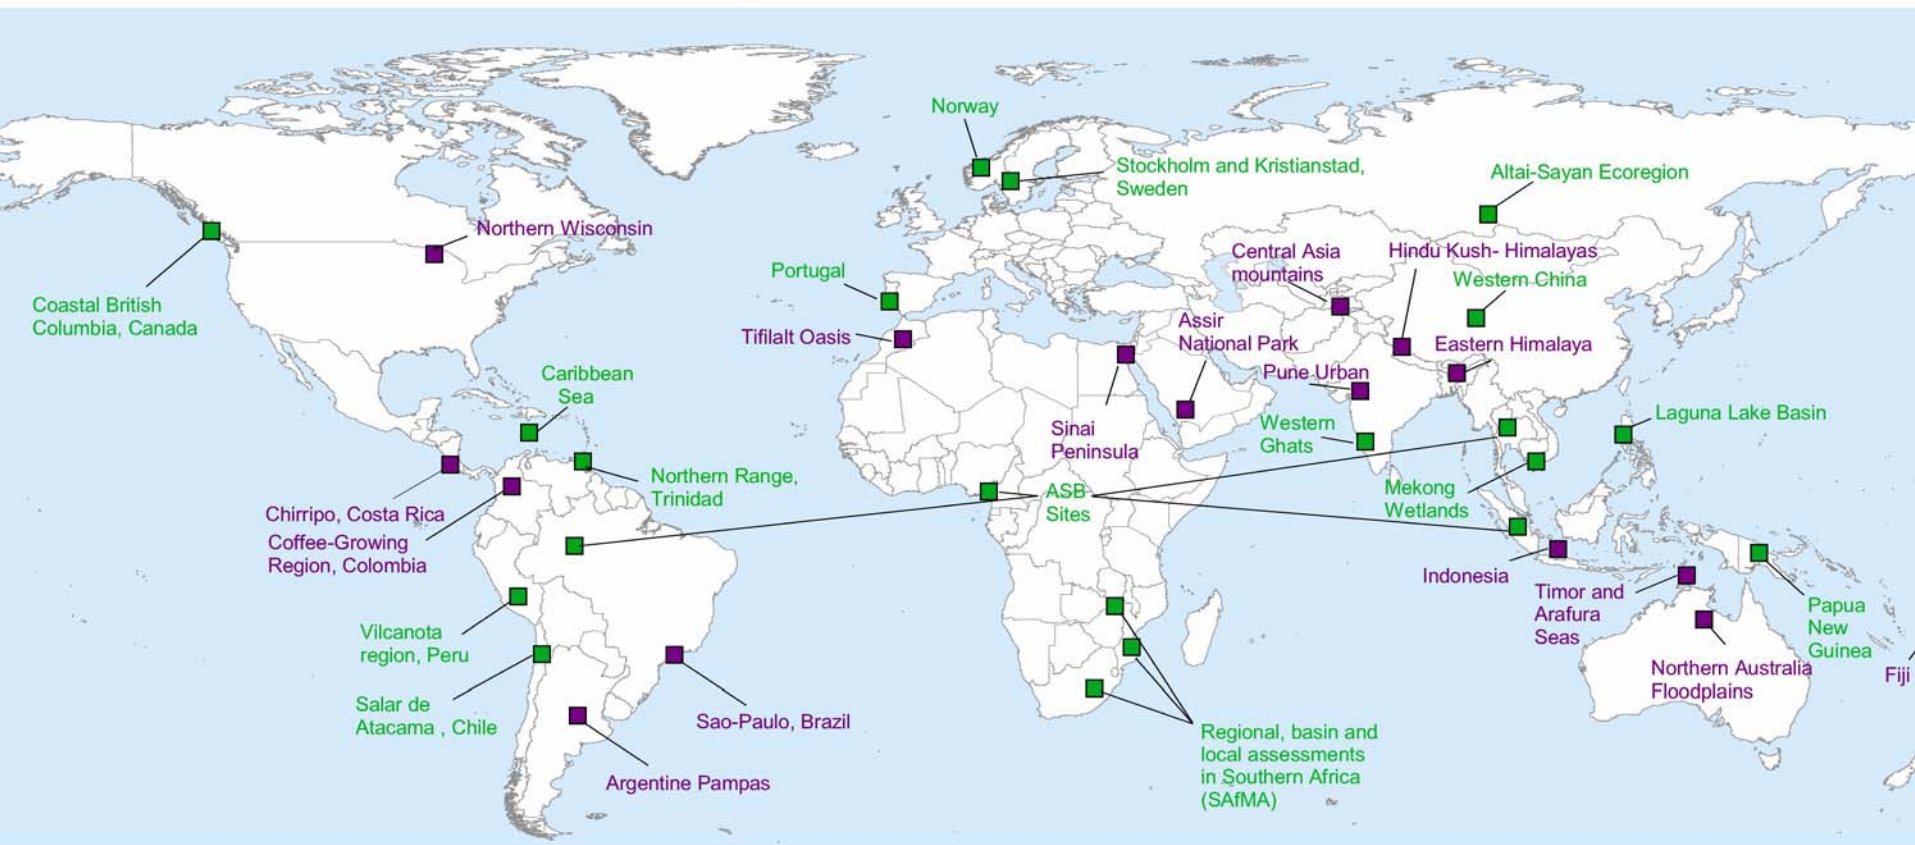 Norway
Stockholm and Kristianstad,
Sweden
Altai-Sayan Ecoregion
Northern Wisconsin
Coastal British
Columbia, Canada
Portugal
Tifilalt Oasis
Central Asia
mountains
Hindu Kush- Himalayas
Western China
Assir
National Park
Eastern Himalaya
Pune Urban
Caribbean
Sea
Sinai
Peninsula
Western
Ghats
Laguna Lake Basin
Northern Range,
Trinidad
ASB
Sites
Mekong
Wetlands
Chirripo, Costa Rica
Coffee-Growing
Region, Colombia
Indonesia
Timor and
Arafura
Seas
Papua
New
Guinea
Vilcanota
region, Peru
Northern Australia
Floodplains
Fiji
Salar de
Atacama , Chile
Sao-Paulo, Brazil
Argentine Pampas
Regional, basin and
local assessments
in Southern Africa
(SAfMA)